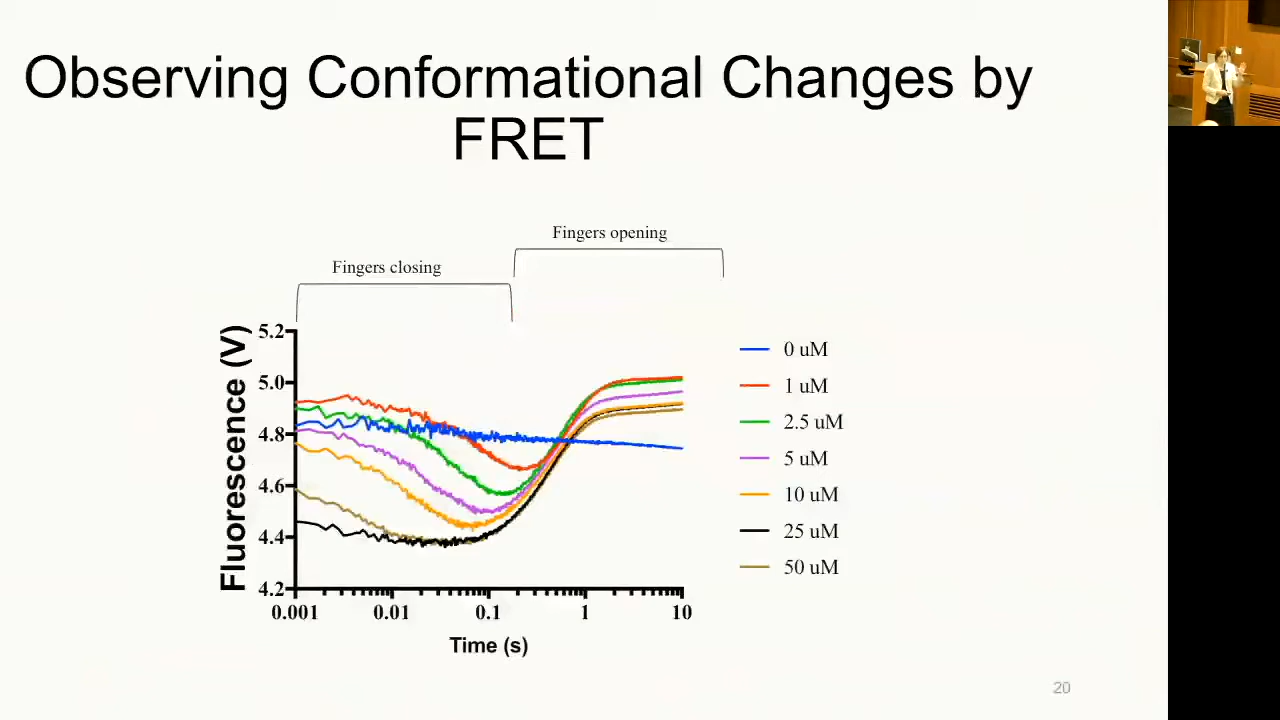 Observing Conformational Changes by
FRET
Fingers opening
Fingers closing
Fluorescence (V)
5.2
5.0
4.8
4.6
4.4
4.2
0.001
0.01
0.1
1
10
Time (s)
0 uM
1 uM
2.5 uM
5 uM
10 uM
25 uM
50 uM
20